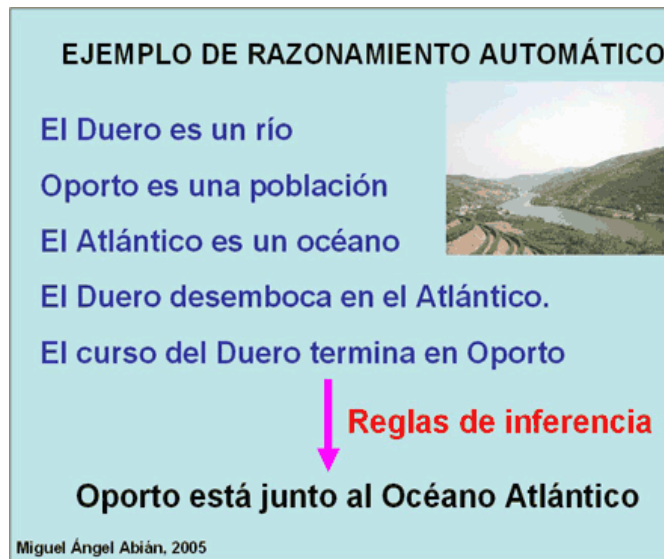 EJEMPLO DE RAZONAMIENTO AUTOMÁTICO
El Duero es un río
Oporto es una población
El Atlántico es un océano
El Duero desemboca en el Atlántico.
El curso del Duero termina en Oporto
Reglas de inferencia
Oporto está junto al Océano Atlántico
Miguel Ángel Abián, 2005